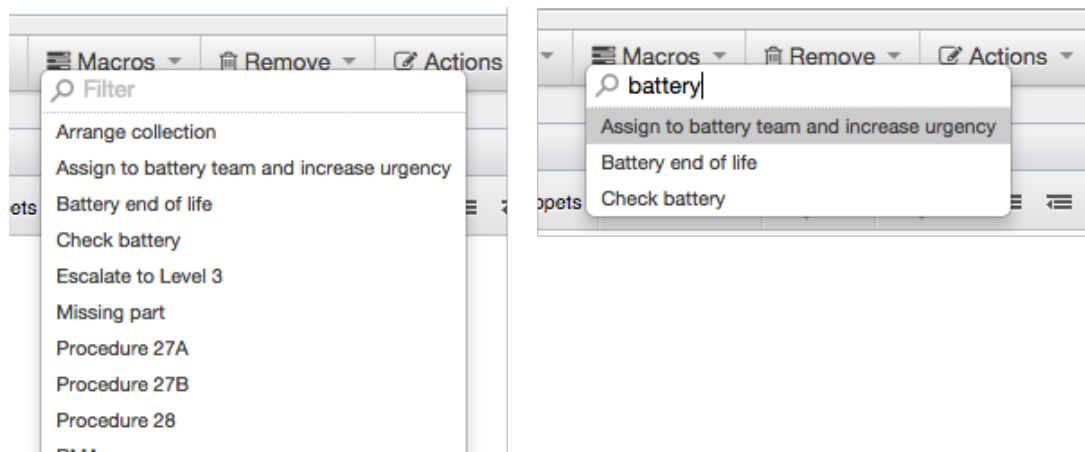 Macros Remove Actions
Filter
Arrange collection
Assign to battery team and increase urgency
ets Battery end of life
Check battery
Escalate to Level 3
Missing part
Procedure 27A
Procedure 27B
Procedure 28
Macros Remove Actions
battery
Assign to battery team and increase urgency
Battery end of life
ppets Check battery